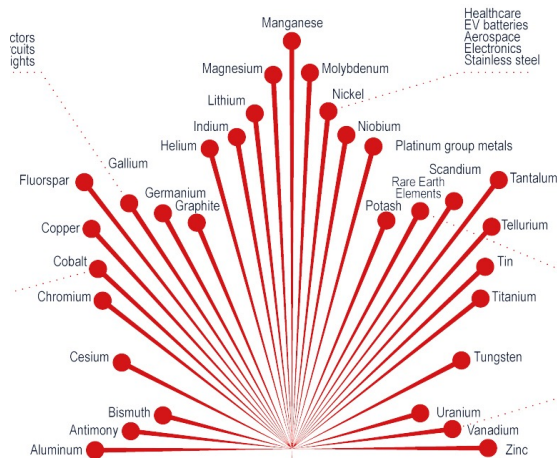 ctors
rcuits
ights
Healthcare
EV batteries
Aerospace
Electronics
Stainless steel
Manganese
Magnesium
Molybdenum
Lithium
Nickel
Indium
Niobium
Helium
Platinum group metals
Gallium
Scandium
Fluorspar
Tantalum
Rare Earth
Elements
Germanium
Graphite
Potash
Copper
Tellurium
Cobalt
Tin
Chromium
Titanium
Cesium
Tungsten
Bismuth
Uranium
Antimony
Vanadium
Aluminum
Zinc